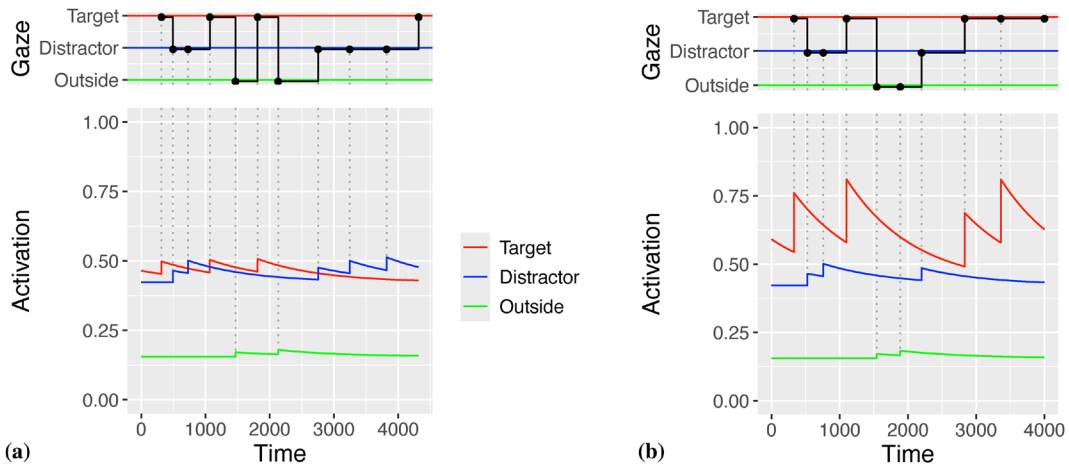 Gaze
Target
Distractor
Outside
Activation
1.00
0.75
0.50
0.25
0.00
0 1000 2000 3000 4000
Time
(a)
Target
Distractor
Outside
Gaze
Target
Distractor
Outside
Activation
1.00
0.75
0.50
0.25
0.00
0 1000 2000 3000 4000
Time
(b)